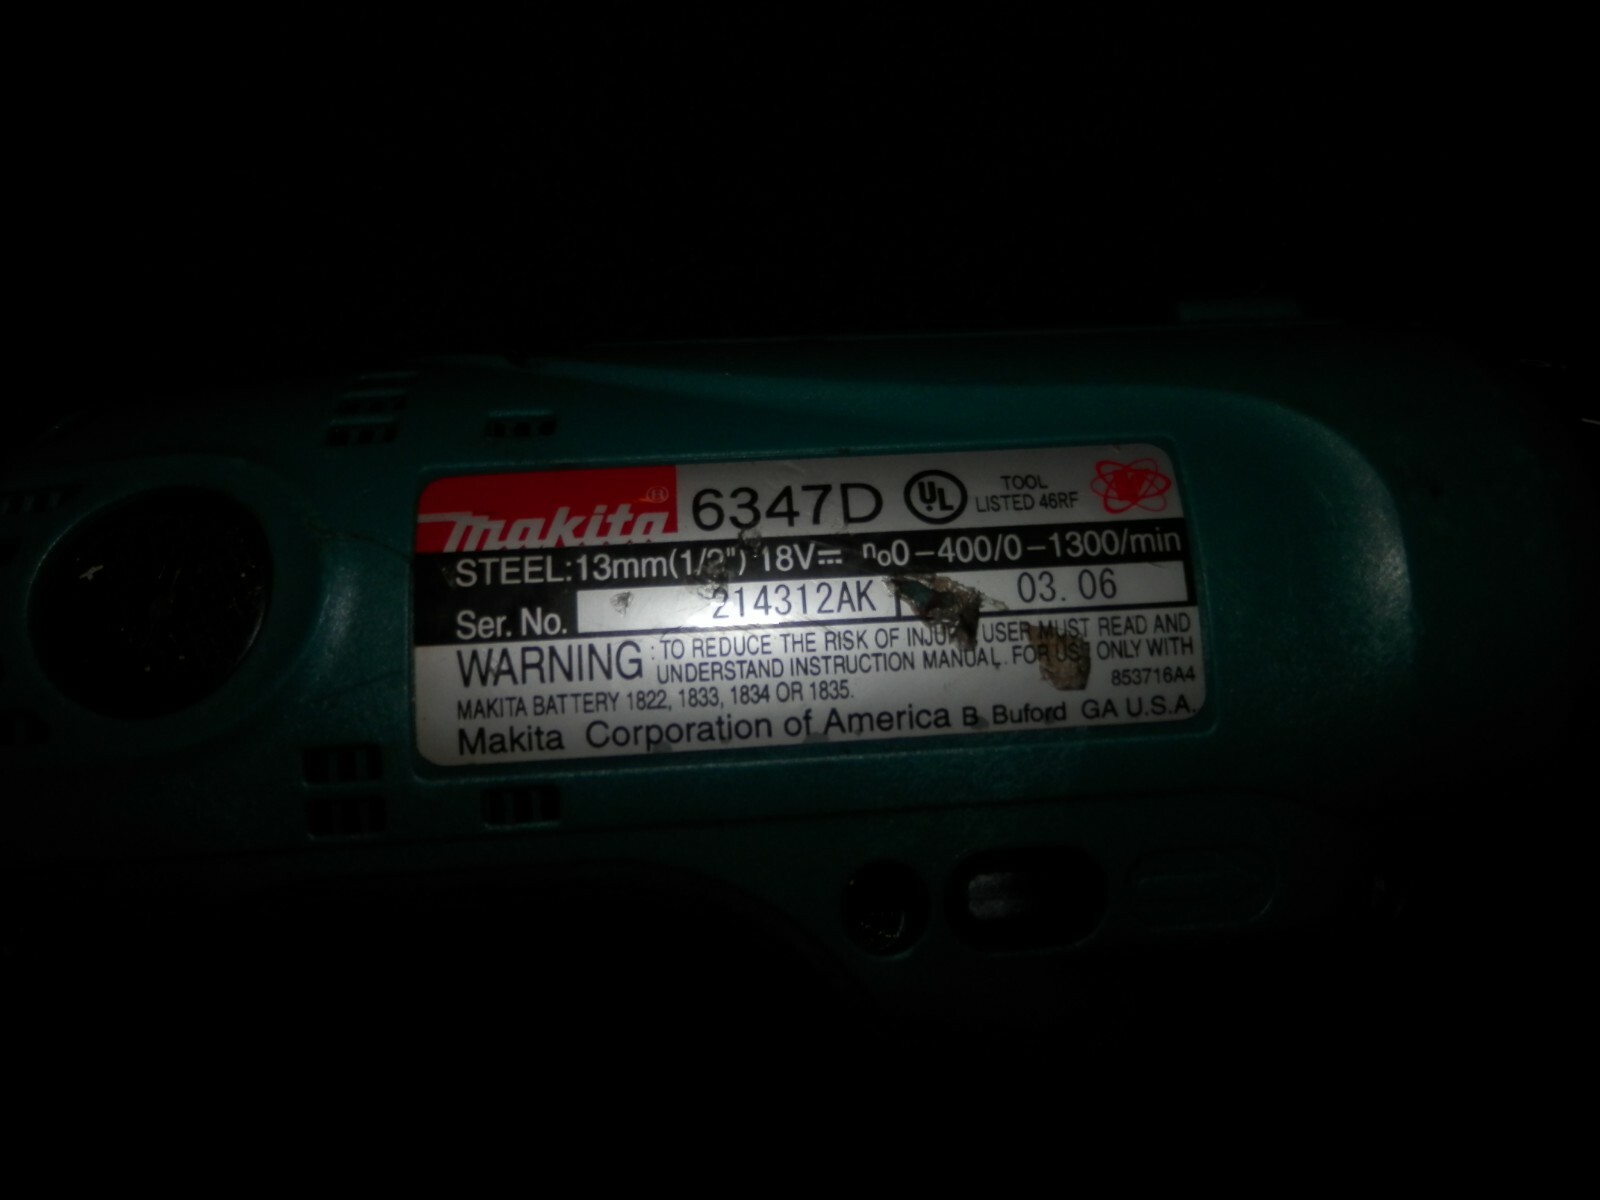 makita® 6347D UL TOOL LISTED 46RF
STEEL:13mm(1/2") 18V⎓ n₀0–400/0–1300/min
Ser. No. 214312AK 03. 06
WARNING : TO REDUCE THE RISK OF INJURY USER MUST READ AND
UNDERSTAND INSTRUCTION MANUAL. FOR USE ONLY WITH
MAKITA BATTERY 1822, 1833, 1834 OR 1835. 853716A4
Makita Corporation of America B Buford GA U.S.A.